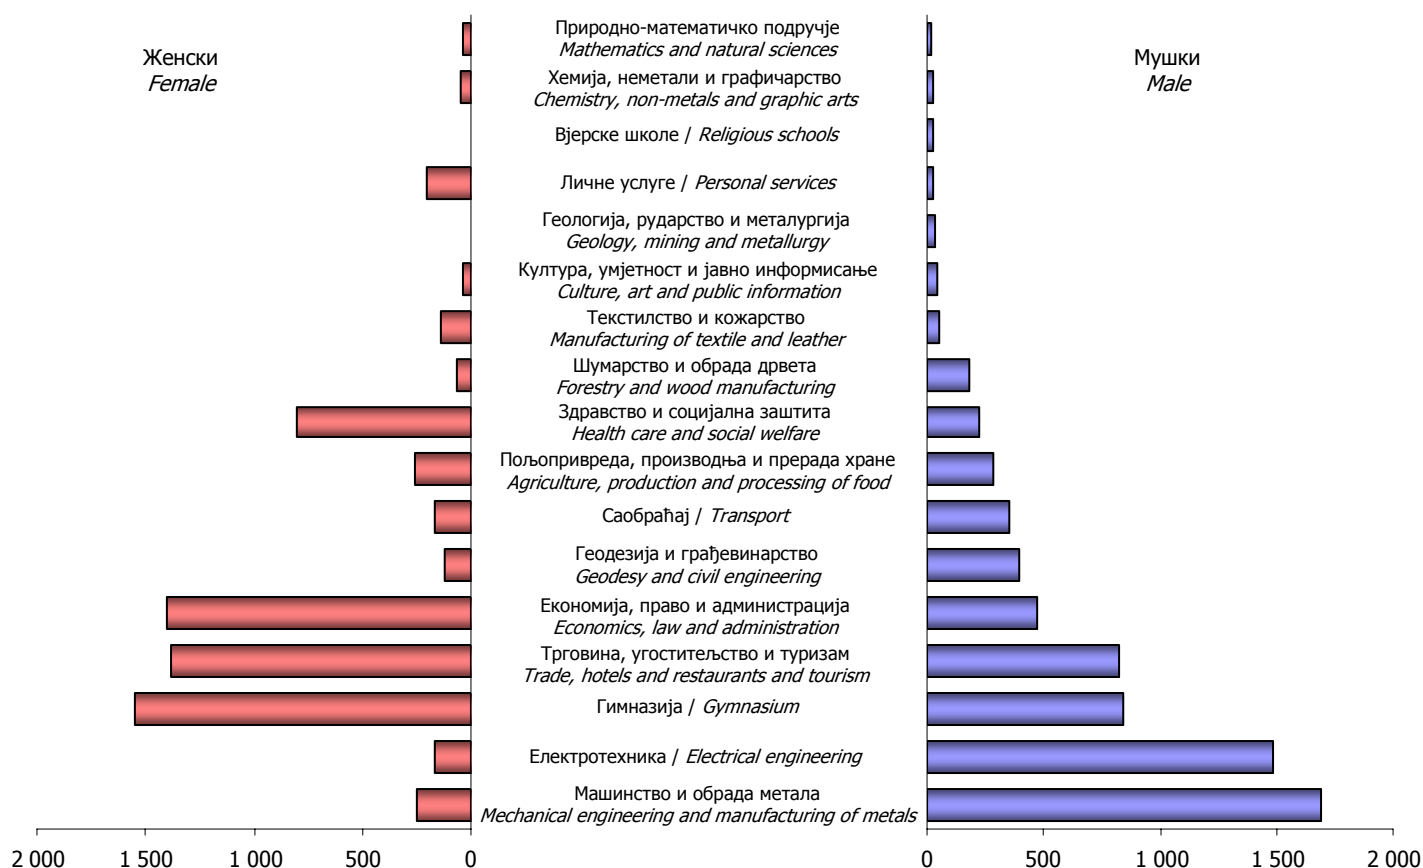 Женски
Female
Мушки
Male
Природно-математичко подручје
Mathematics and natural sciences
Хемија, неметали и графичарство
Chemistry, non-metals and graphic arts
Вјерске школе / Religious schools
Личне услуге / Personal services
Геологија, рударство и металургија
Geology, mining and metallurgy
Култура, умјетност и јавно информисање
Culture, art and public information
Текстилство и кожарство
Manufacturing of textile and leather
Шумарство и обрада дрвета
Forestry and wood manufacturing
Здравство и социјална заштита
Health care and social welfare
Пољопривреда, производња и прерада хране
Agriculture, production and processing of food
Саобраћај / Transport
Геодезија и грађевинарство
Geodesy and civil engineering
Економија, право и администрација
Economics, law and administration
Трговина, угоститељство и туризам
Trade, hotels and restaurants and tourism
Гимназија / Gymnasium
Електротехника / Electrical engineering
Машинство и обрада метала
Mechanical engineering and manufacturing of metals
2 000 1 500 1 000 500 0 0 500 1 000 1 500 2 000